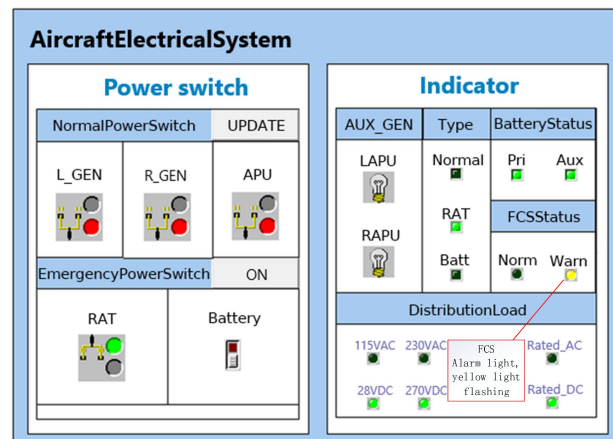 AircraftElectricalSystem
Power switch
NormalPowerSwitch UPDATE
L_GEN R_GEN APU
EmergencyPowerSwitch ON
RAT Battery
Indicator
AUX_GEN Type BatteryStatus
LAPU Normal Pri Aux
RAT FCSStatus
RAPU
Batt Norm Warn
DistributionLoad
115VAC 230VAC Rated_AC
28VDC 270VDC Rated_DC
FCS
Alarm light,
yellow light
flashing